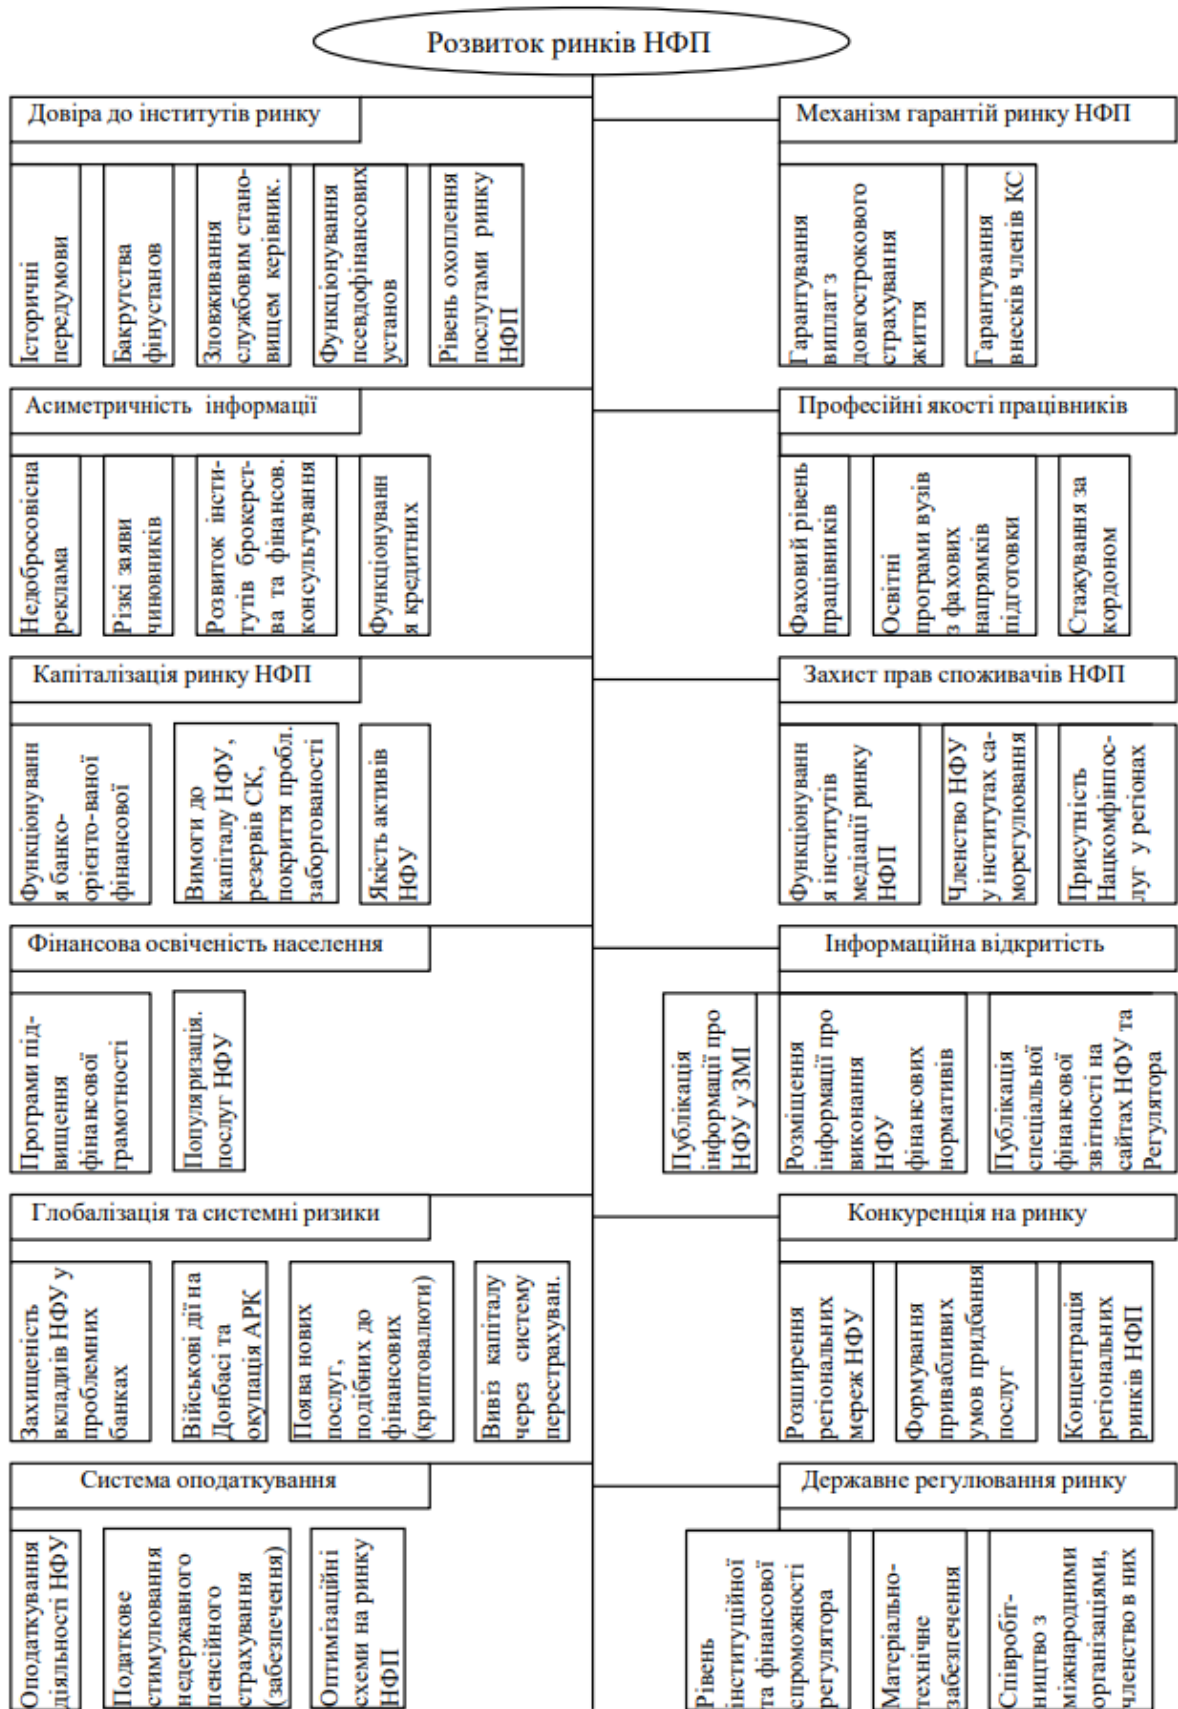 Розвиток ринків НФП
Довіра до інститутів ринку
Історичні
передумови
Бакрутства
фінустанов
Зловживання
службовим стано-
вищем керівник.
Функціонування
псевдофінансових
установ
Рівень охоплення
послугами ринку
НФП
Механізм гарантій ринку НФП
Гарантування
виплат з
довгострокового
страхування
життя
Гарантування
внесків членів КС
Асиметричність інформації
Недобросовісна
реклама
Різкі заяви
чиновників
Розвиток інсти-
тутів брокерст-
ва та фінансов.
консультування
Функціонуванн
я кредитних
Професійні якості працівників
Фаховий рівень
працівників
Освітні
програми вузів
з фахових
напрямків
підготовки
Стажування за
кордоном
Капіталізація ринку НФП
Функціонуванн
я банко-
орієнто-ваної
фінансової
Вимоги до
капіталу НФУ,
резервів СК,
покриття пробл.
заборгованості
Якість активів
НФУ
Захист прав споживачів НФП
Функціонуванн
я інститутів
медіації ринку
НФП
Членство НФУ
у інститутах са-
морегулювання
Присутність
Нацкомфінпос-
луг у регіонах
Фінансова освіченість населення
Програми під-
вищення
фінансової
грамотності
Популяризація.
послуг НФУ
Інформаційна відкритість
Публікація
інформації про
НФУ у ЗМІ
Розміщення
інформації про
виконання
НФУ
фінансових
нормативів
Публікація
спеціальної
фінансової
звітності на
сайтах НФУ та
Регулятора
Глобалізація та системні ризики
Захищеність
вкладів НФУ у
проблемних
банках
Військові дії на
Донбасі та
окупація АРК
Поява нових
послуг,
подібних до
фінансових
(криптовалюти)
Вивіз капіталу
через систему
перестрахуван.
Конкуренція на ринку
Розширення
регіональних
мереж НФУ
Формування
привабливих
умов придбання
послуг
Концентрація
регіональних
ринків НФП
Система оподаткування
Оподаткування
діяльності НФУ
Податкове
стимулювання
недержавного
пенсійного
страхування
(забезпечення)
Оптимізаційні
схеми на ринку
НФП
Державне регулювання ринку
Рівень
інституційної
та фінансової
спроможності
регулятора
Матеріально-
технічне
забезпечення
Співробіт-
ництво з
міжнародними
організаціями,
членство в них